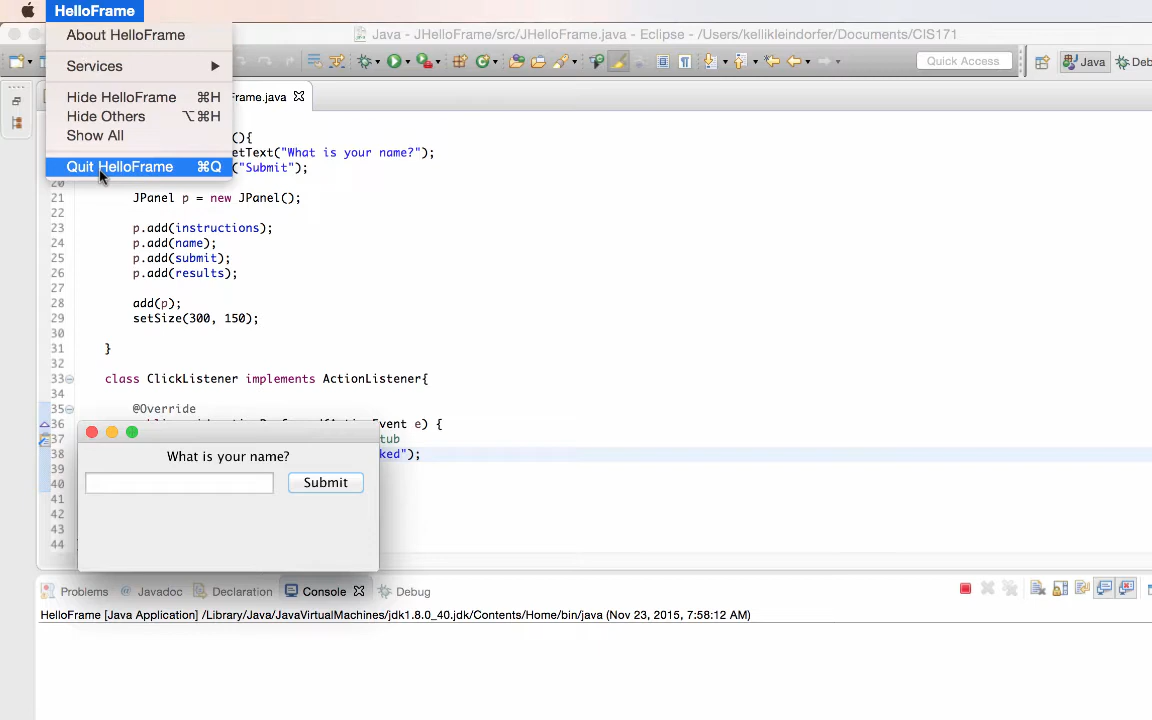 HelloFrame
About HelloFrame
Java - JHelloFrame/src/JHelloFrame.java - Eclipse - /Users/kellikleindorfer/Documents/CIS171
Services
Quick Access
Java
Deb
Hide HelloFrame ⌘H
Frame.java
Hide Others ⌥⌘H
Show All
(){
etText("What is your name?");
Quit HelloFrame ⌘Q
("Submit");
20
21 JPanel p = new JPanel();
22
23 p.add(instructions);
24 p.add(name);
25 p.add(submit);
26 p.add(results);
27
28 add(p);
29 setSize(300, 150);
30
31 }
32
33 class ClickListener implements ActionListener{
34
35 @Override
36 Event e) {
37 tub
38 ked");
39
40
41
42
43
44
What is your name?
Submit
Problems @ Javadoc Declaration Console Debug
HelloFrame [Java Application] /Library/Java/JavaVirtualMachines/jdk1.8.0_40.jdk/Contents/Home/bin/java (Nov 23, 2015, 7:58:12 AM)